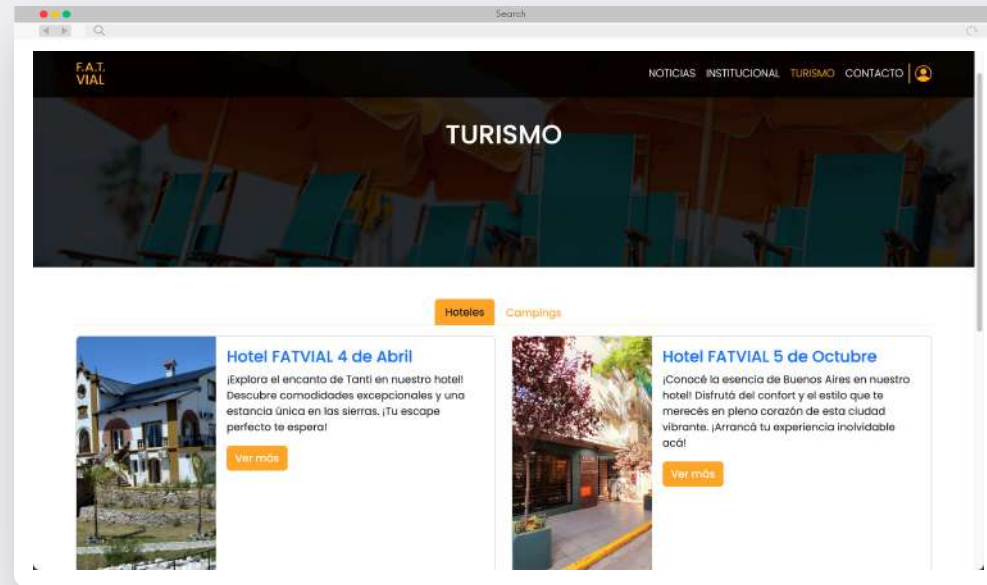 Search
F.A.T.
VIAL
NOTICIAS INSTITUCIONAL TURISMO CONTACTO
TURISMO
Hoteles Campings
Hotel FATVIAL 4 de Abril
¡Explora el encanto de Tanti en nuestro hotel!
Descubre comodidades excepcionales y una
estancia única en las sierras. ¡Tu escape
perfecto te espera!
Ver más
Hotel FATVIAL 5 de Octubre
¡Conocé la esencia de Buenos Aires en nuestro
hotel! Disfrutá del confort y el estilo que te
merecés en pleno corazón de esta ciudad
vibrante. ¡Arrancá tu experiencia inolvidable
acá!
Ver más